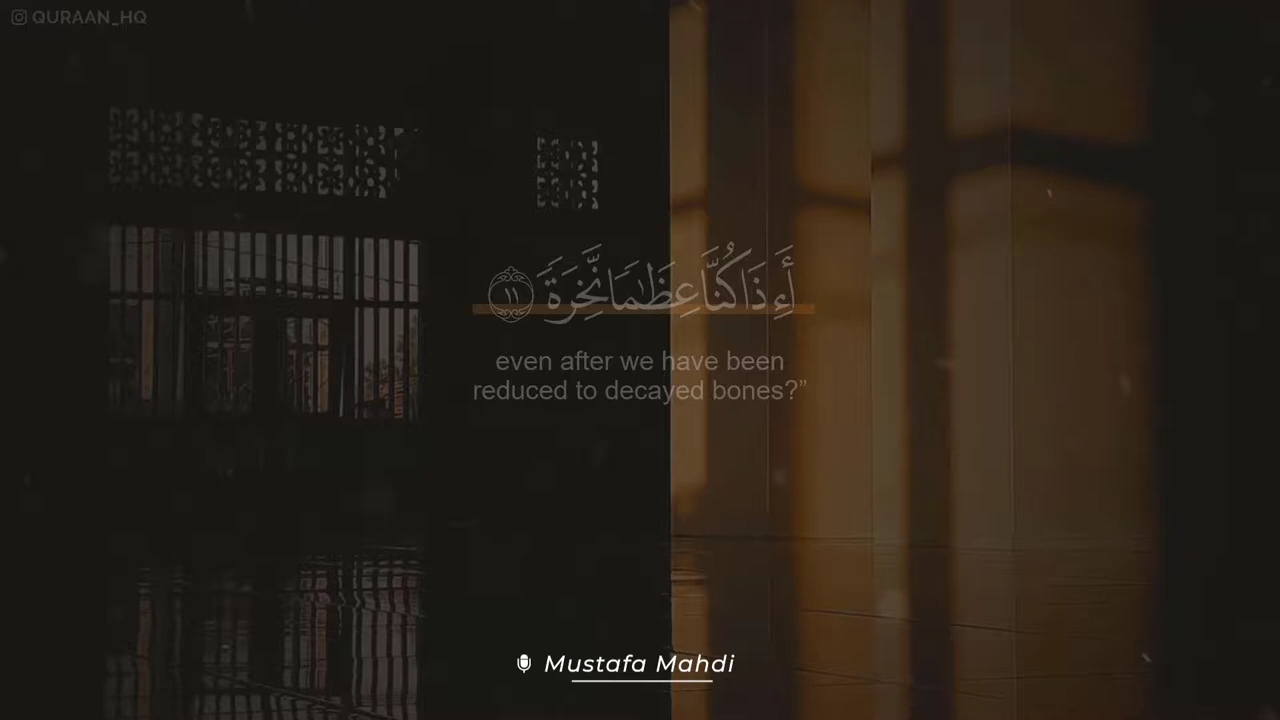 QURAAN_HQ
أَءِذَا كُنَّا عِظَٰمًا نَّخِرَةً ١١
even after we have been
reduced to decayed bones?”
Mustafa Mahdi